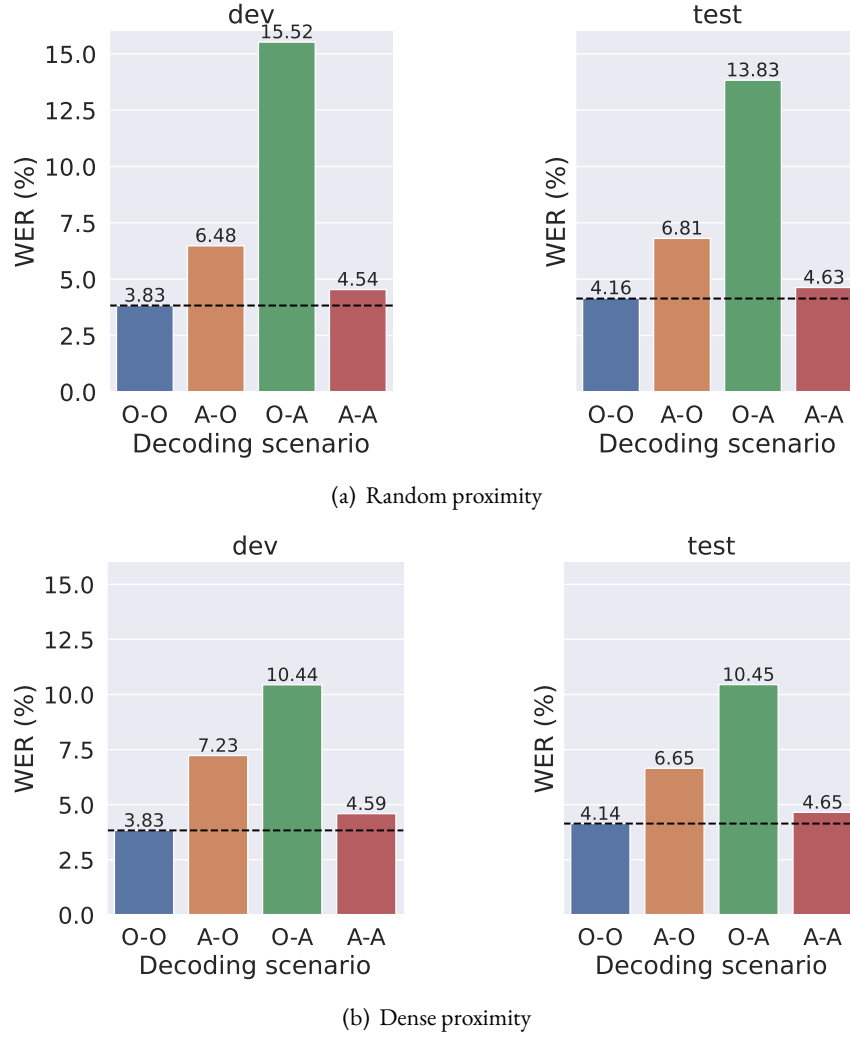 dev
test
15.52
15.0
13.83
12.5
10.0
WER (%)
WER (%)
7.5
6.48
6.81
5.0
3.83
4.54
4.16
4.63
2.5
0.0
O-O A-O O-A A-A
O-O A-O O-A A-A
Decoding scenario
Decoding scenario
(a) Random proximity
dev
test
15.0
12.5
10.44
10.45
10.0
WER (%)
WER (%)
7.5
7.23
6.65
5.0
3.83
4.59
4.14
4.65
2.5
0.0
O-O A-O O-A A-A
O-O A-O O-A A-A
Decoding scenario
Decoding scenario
(b) Dense proximity